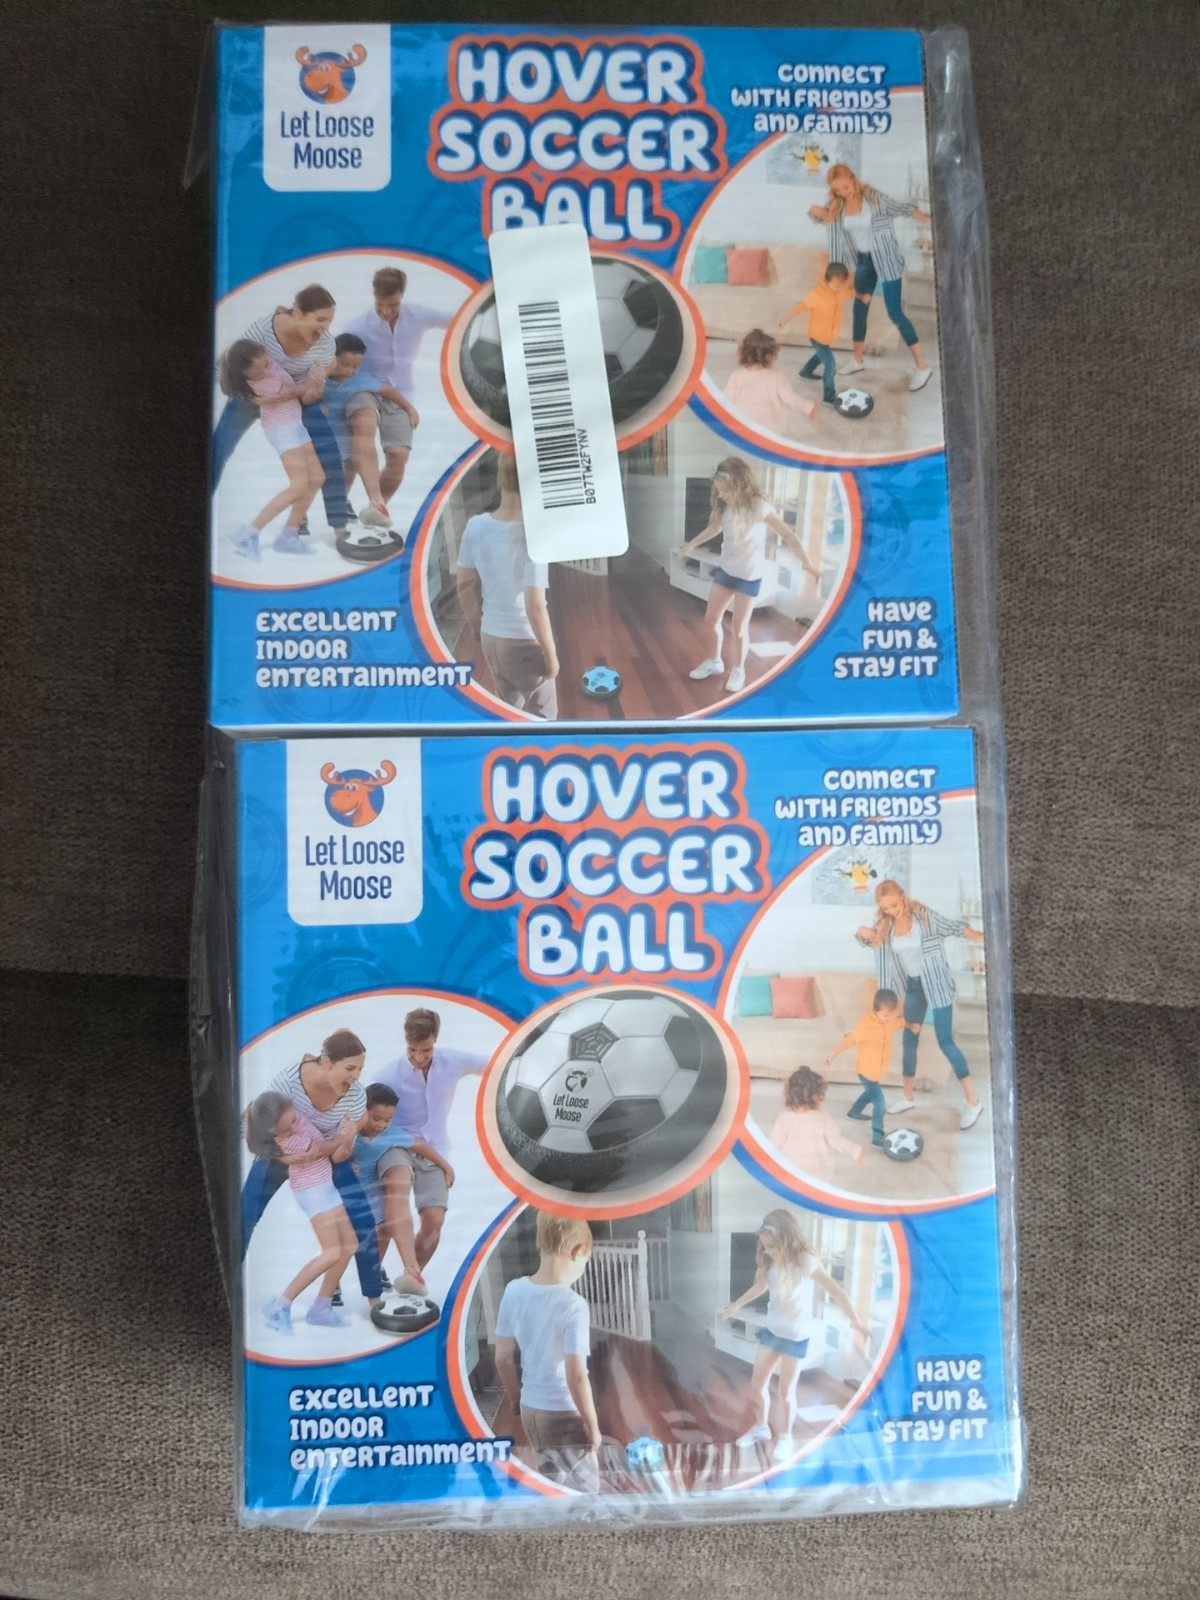 Let Loose
Moose
HOVER
SOCCER
BALL
CONNECT
WITH FRIENDS
AND FAMILY
B07TW2FYNV
EXCELLENT
INDOOR
ENTERTAINMENT
HAVE
FUN &
STAY FIT
Let Loose
Moose
HOVER
SOCCER
BALL
CONNECT
WITH FRIENDS
AND FAMILY
Let Loose
Moose
EXCELLENT
INDOOR
ENTERTAINMENT
HAVE
FUN &
STAY FIT